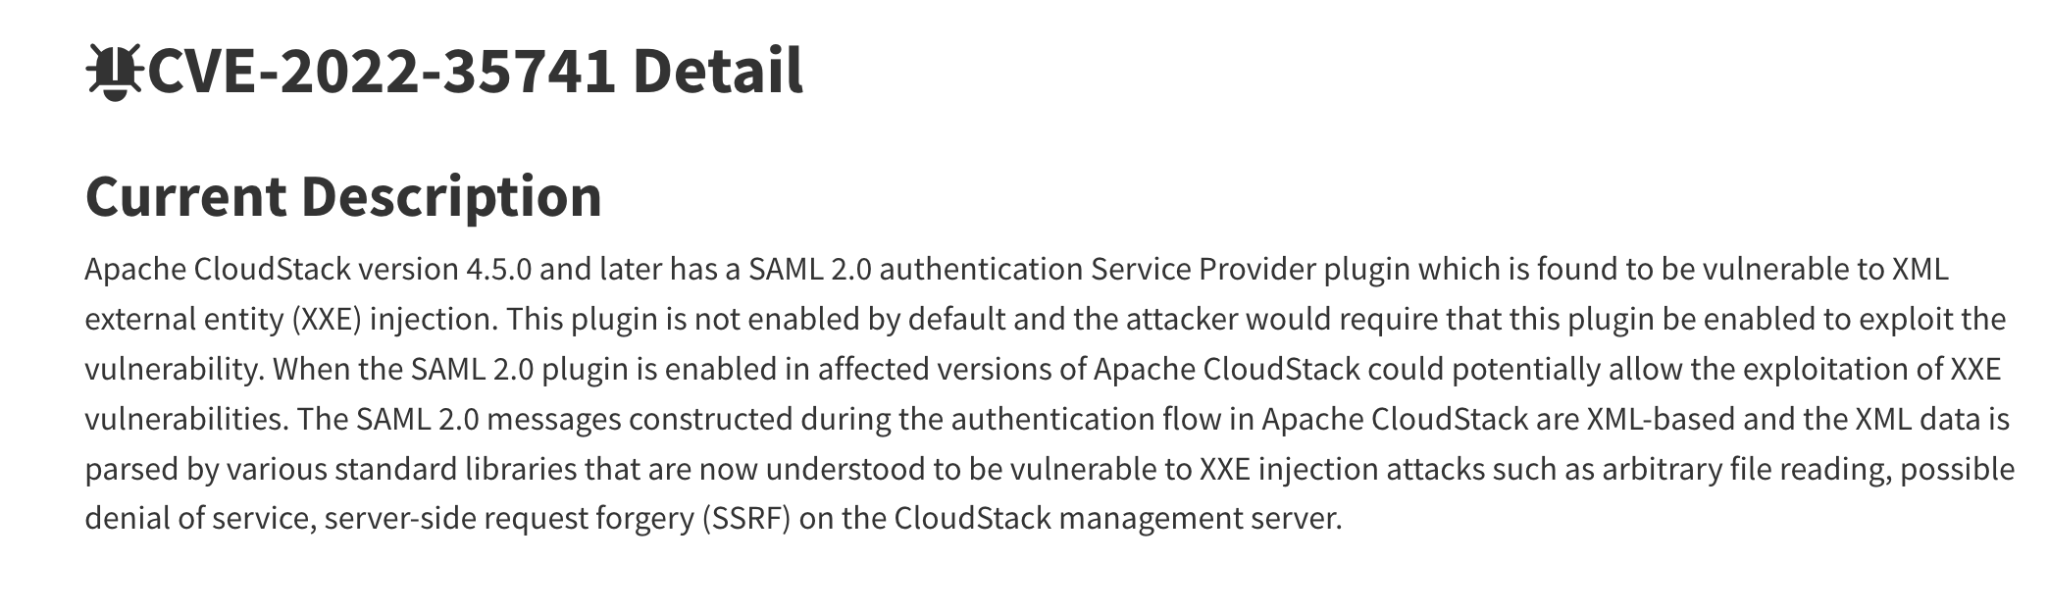 CVE-2022-35741 Detail
Current Description
Apache CloudStack version 4.5.0 and later has a SAML 2.0 authentication Service Provider plugin which is found to be vulnerable to XML
external entity (XXE) injection. This plugin is not enabled by default and the attacker would require that this plugin be enabled to exploit the
vulnerability. When the SAML 2.0 plugin is enabled in affected versions of Apache CloudStack could potentially allow the exploitation of XXE
vulnerabilities. The SAML 2.0 messages constructed during the authentication flow in Apache CloudStack are XML-based and the XML data is
parsed by various standard libraries that are now understood to be vulnerable to XXE injection attacks such as arbitrary file reading, possible
denial of service, server-side request forgery (SSRF) on the CloudStack management server.